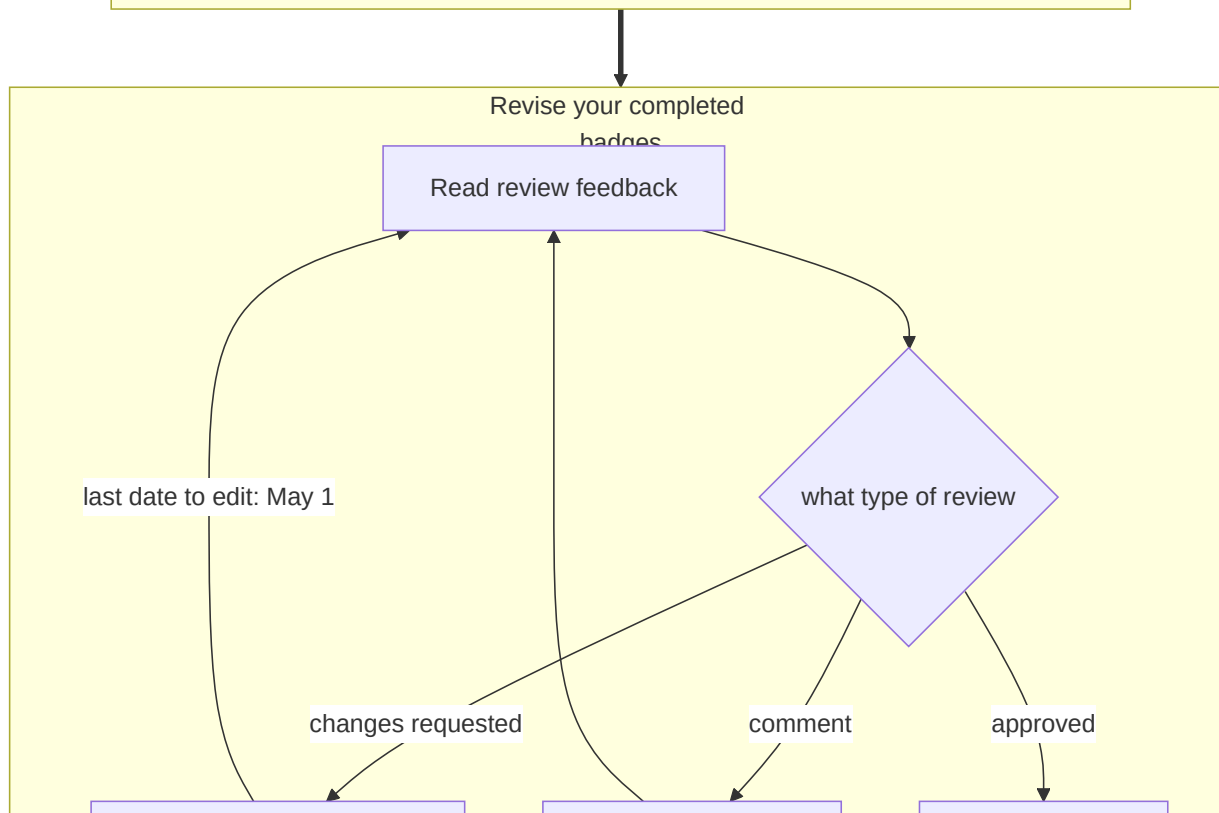 Revise your completed
badges
Read review feedback
last date to edit: May 1
what type of review
changes requested
comment
approved